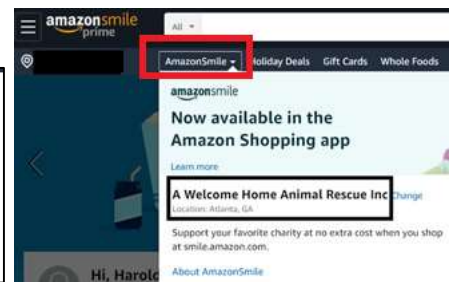 amazonsmile
prime
All
AmazonSmile Holiday Deals Gift Cards Whole Foods
amazonsmile
Now available in the
Amazon Shopping app
Learn more
A Welcome Home Animal Rescue Inc Change
Location: Atlanta, GA
Support your favorite charity at no extra cost when you shop
at smile.amazon.com.
Hi, Harold
About AmazonSmile